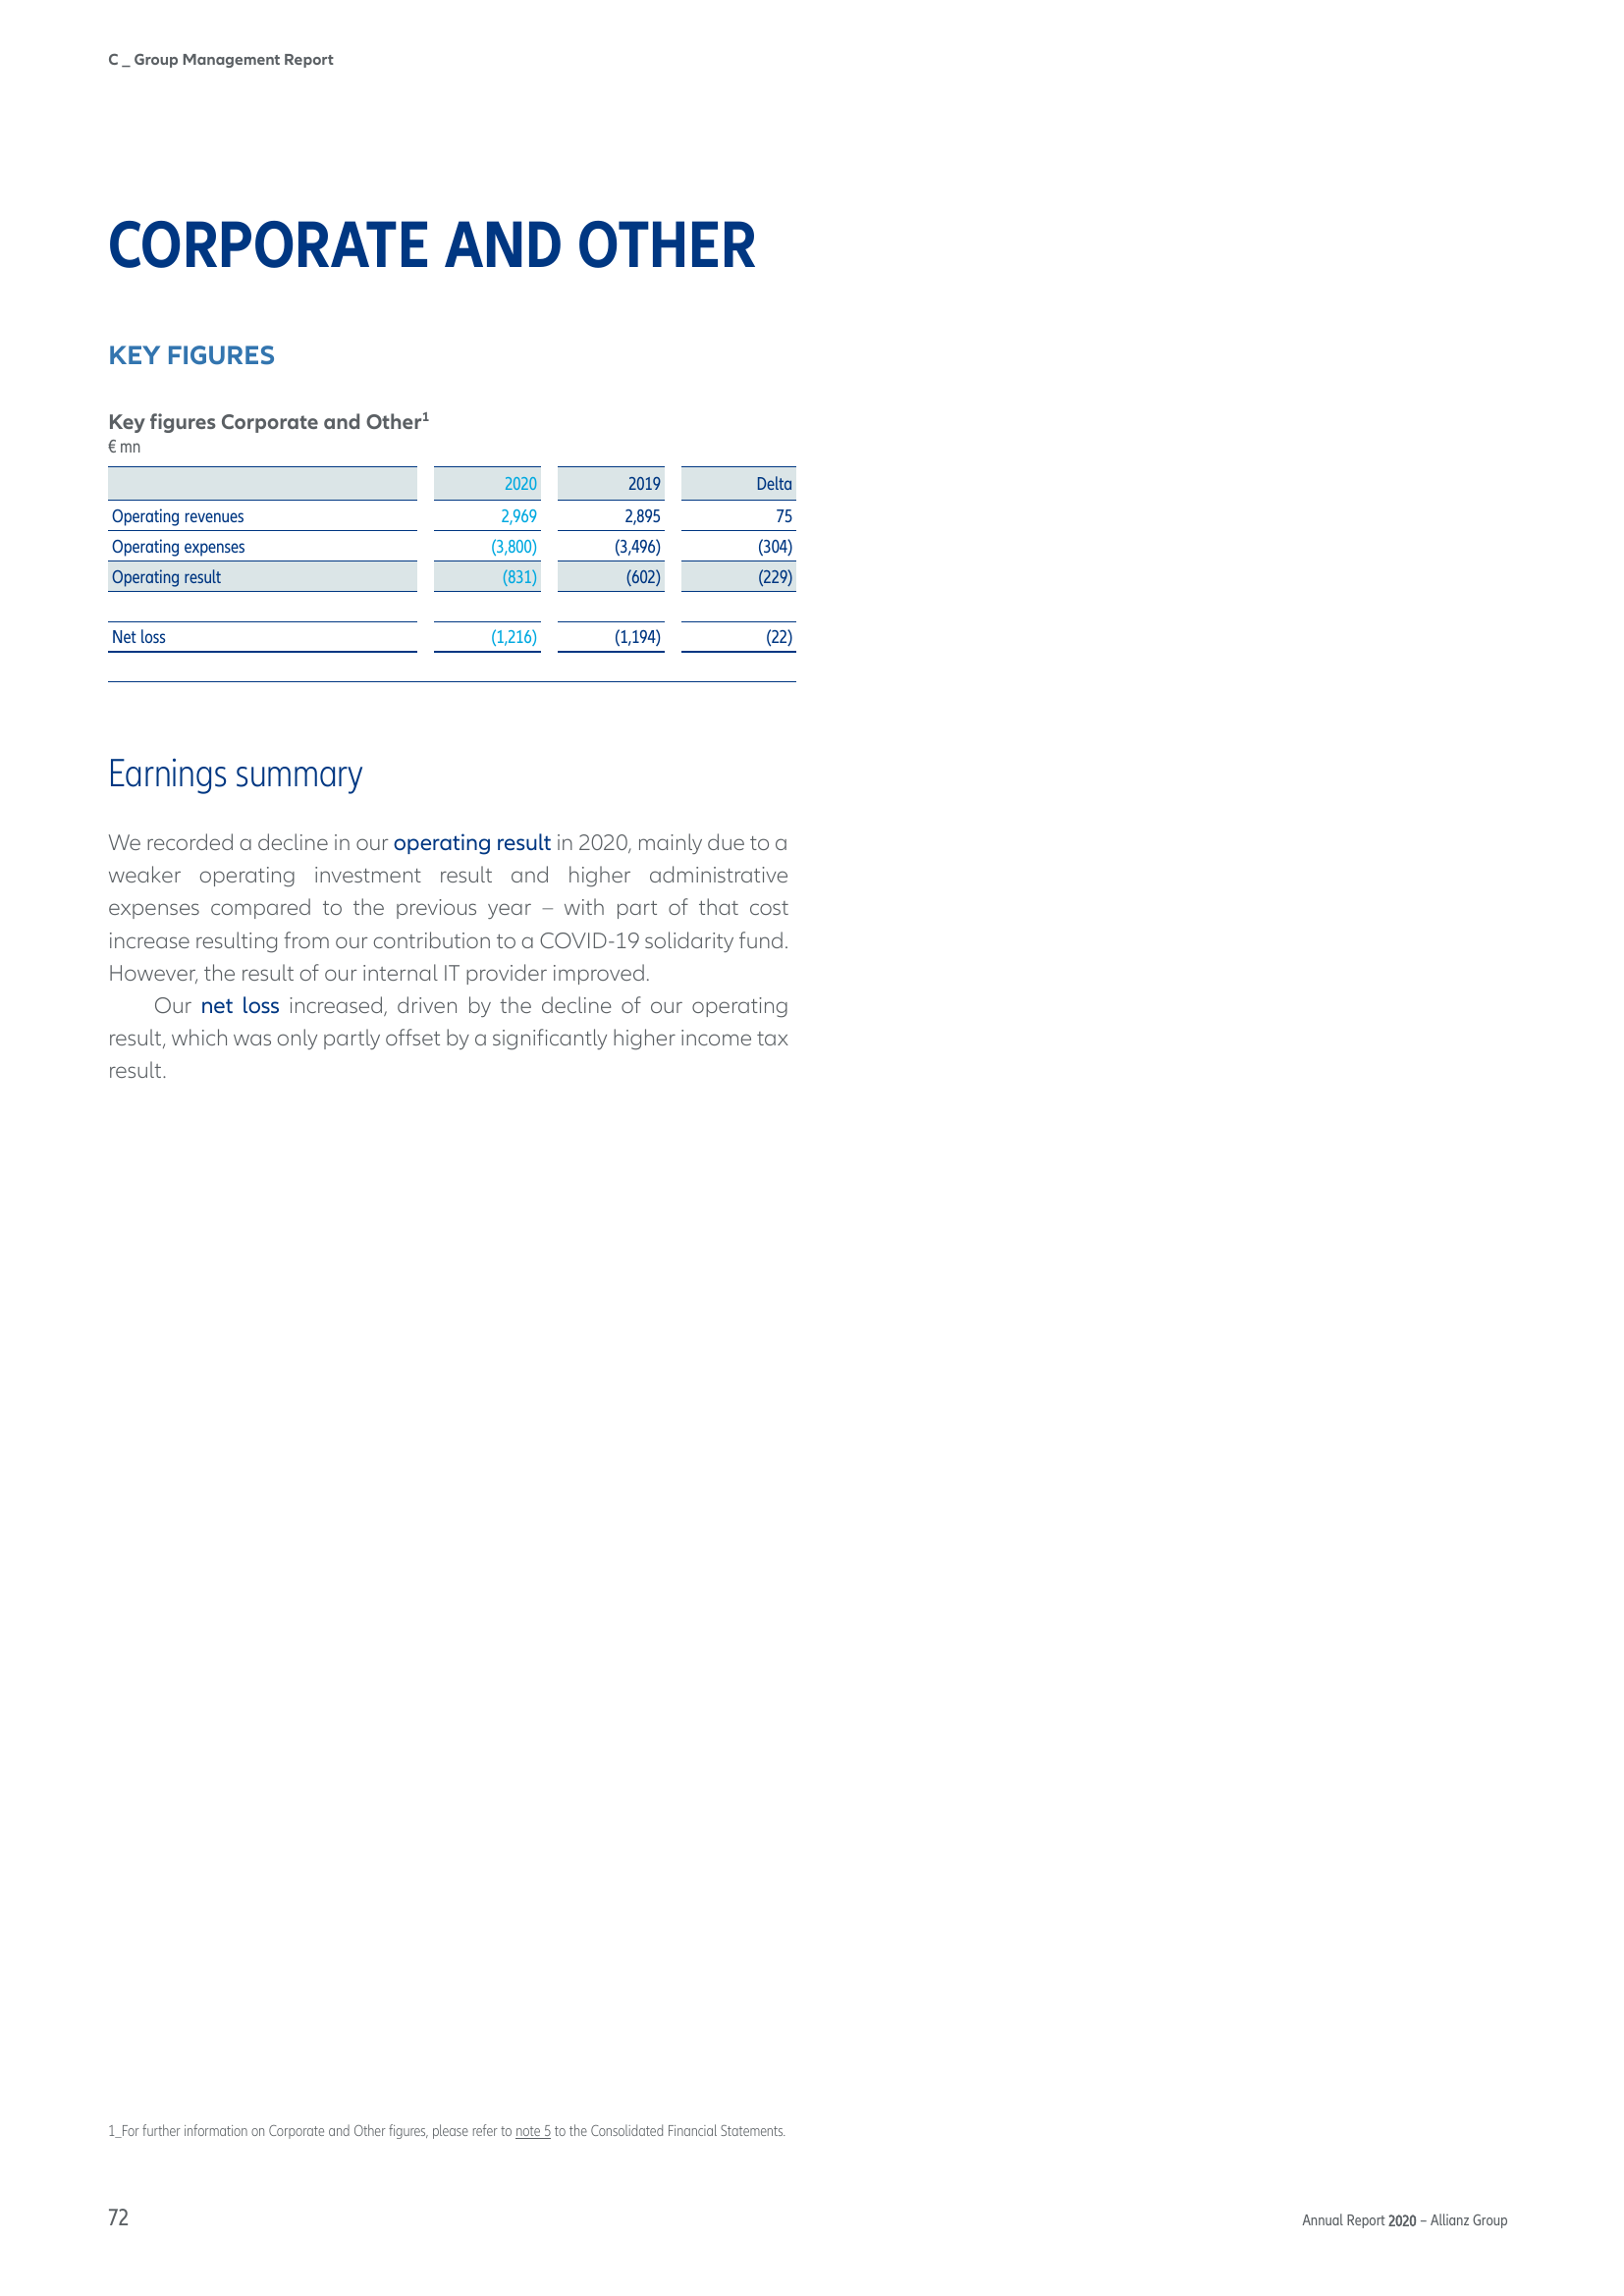 C _ Group Management Report
CORPORATE AND OTHER
KEY FIGURES
Key figures Corporate and Other¹
€ mn
2020 2019 Delta
Operating revenues 2,969 2,895 75
Operating expenses (3,800) (3,496) (304)
Operating result (831) (602) (229)
Net loss (1,216) (1,194) (22)
Earnings summary
We recorded a decline in our operating result in 2020, mainly due to a
weaker operating investment result and higher administrative
expenses compared to the previous year – with part of that cost
increase resulting from our contribution to a COVID-19 solidarity fund.
However, the result of our internal IT provider improved.
Our net loss increased, driven by the decline of our operating
result, which was only partly offset by a significantly higher income tax
result.
1_For further information on Corporate and Other figures, please refer to note 5 to the Consolidated Financial Statements.
72
Annual Report 2020 – Allianz Group